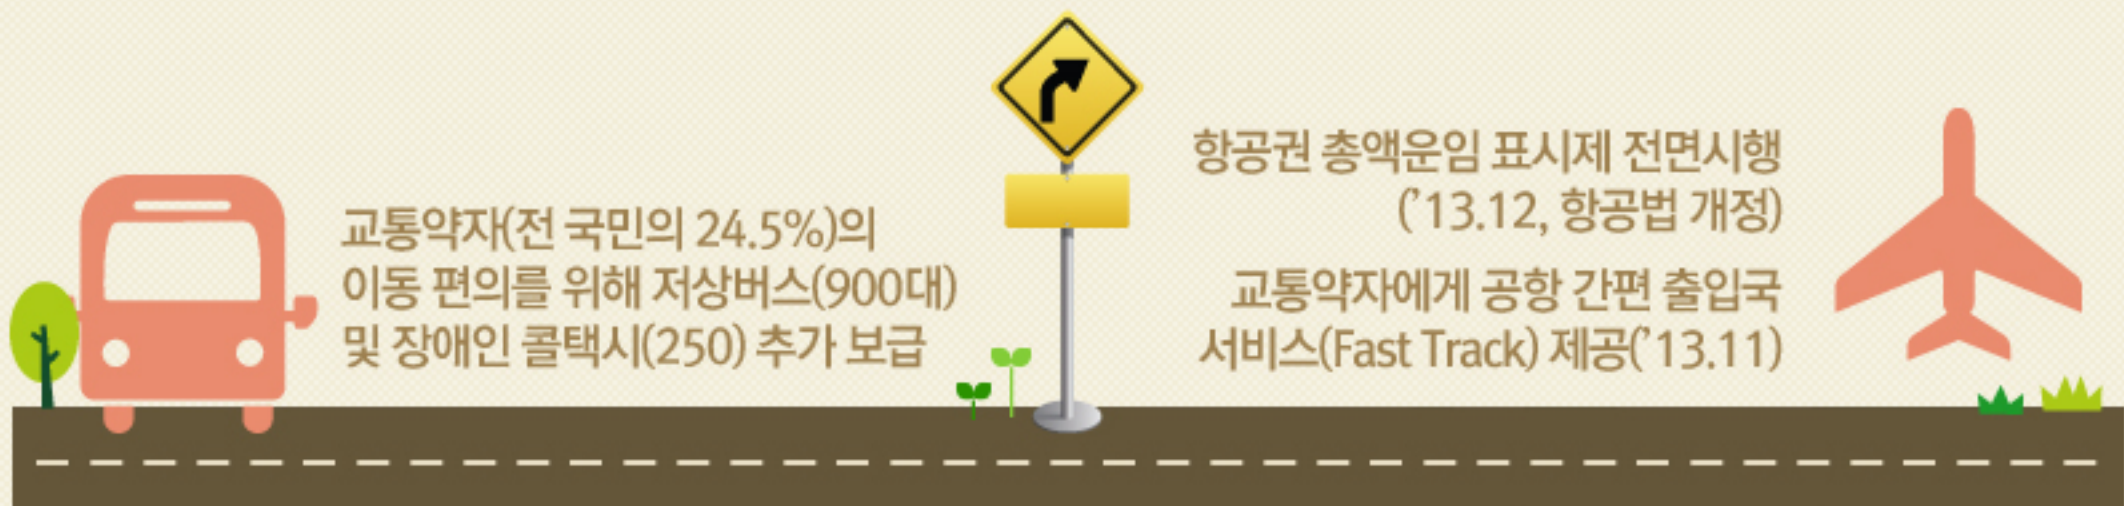 교통약자(전 국민의 24.5%)의
이동 편의를 위해 저상버스(900대)
및 장애인 콜택시(250) 추가 보급
항공권 총액운임 표시제 전면시행
('13.12, 항공법 개정)
교통약자에게 공항 간편 출입국
서비스(Fast Track) 제공('13.11)